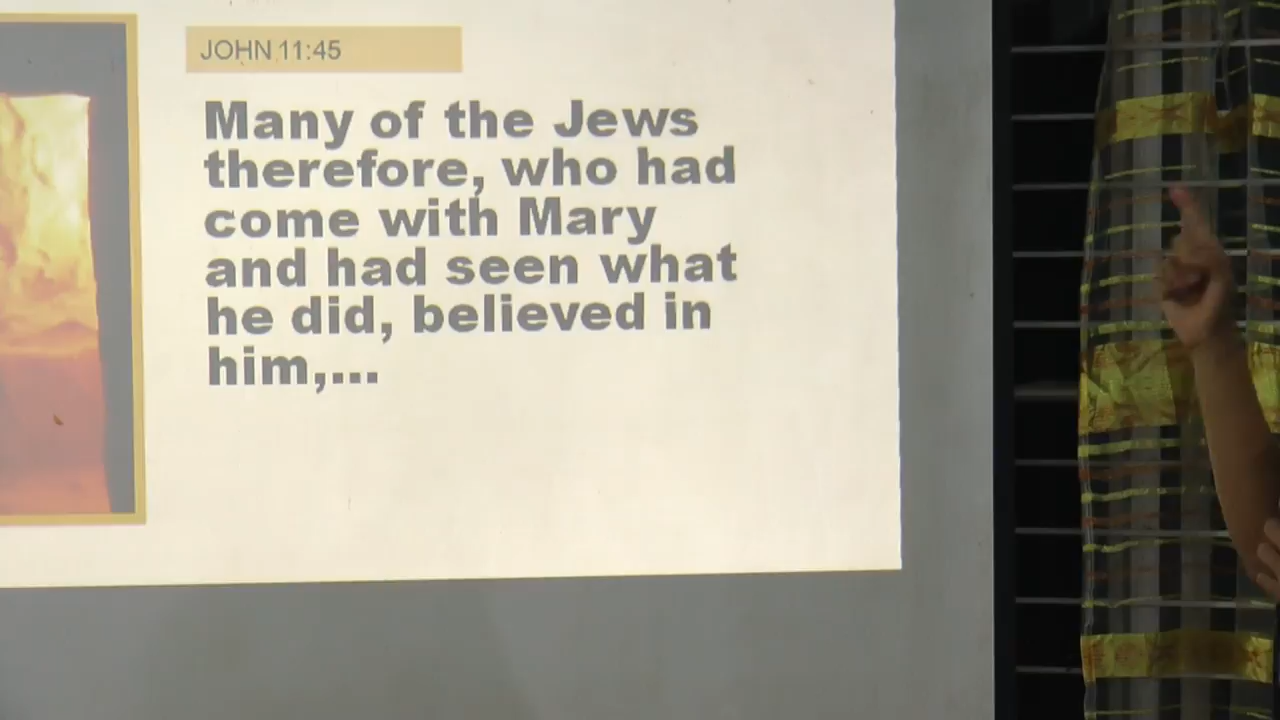 JOHN 11:45
Many of the Jews
therefore, who had
come with Mary
and had seen what
he did, believed in
him,...